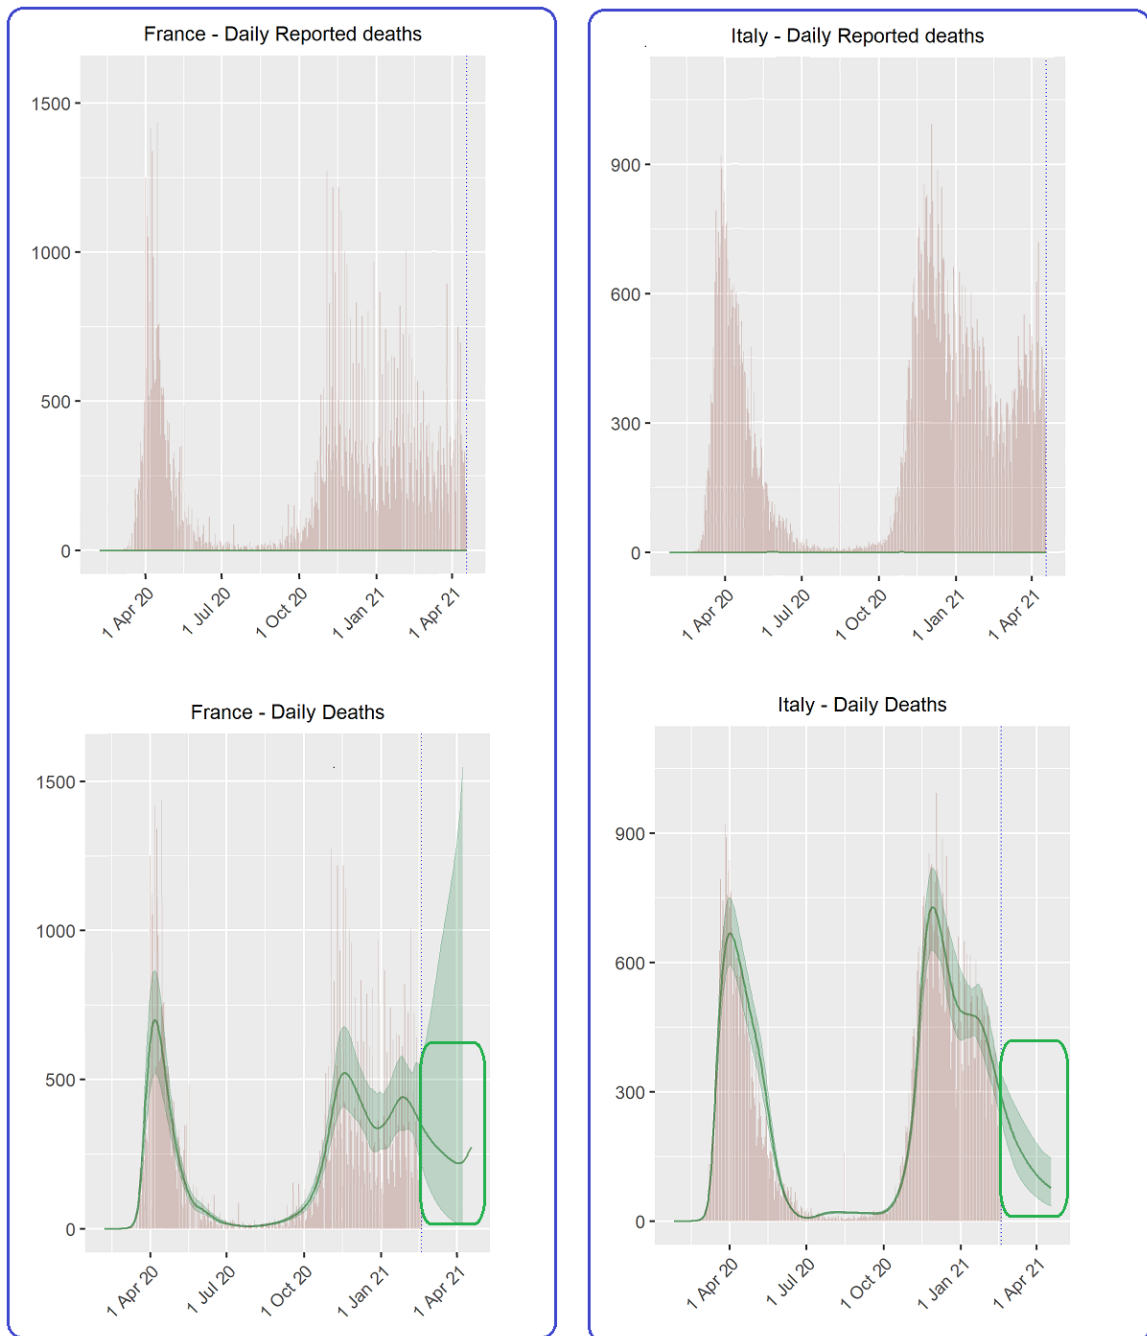 France - Daily Reported deaths
1500
1000
500
0
1 Apr 20
1 Jul 20
1 Oct 20
1 Jan 21
1 Apr 21
Italy - Daily Reported deaths
900
600
300
0
1 Apr 20
1 Jul 20
1 Oct 20
1 Jan 21
1 Apr 21
France - Daily Deaths
1500
1000
500
0
1 Apr 20
1 Jul 20
1 Oct 20
1 Jan 21
1 Apr 21
Italy - Daily Deaths
900
600
300
0
1 Apr 20
1 Jul 20
1 Oct 20
1 Jan 21
1 Apr 21